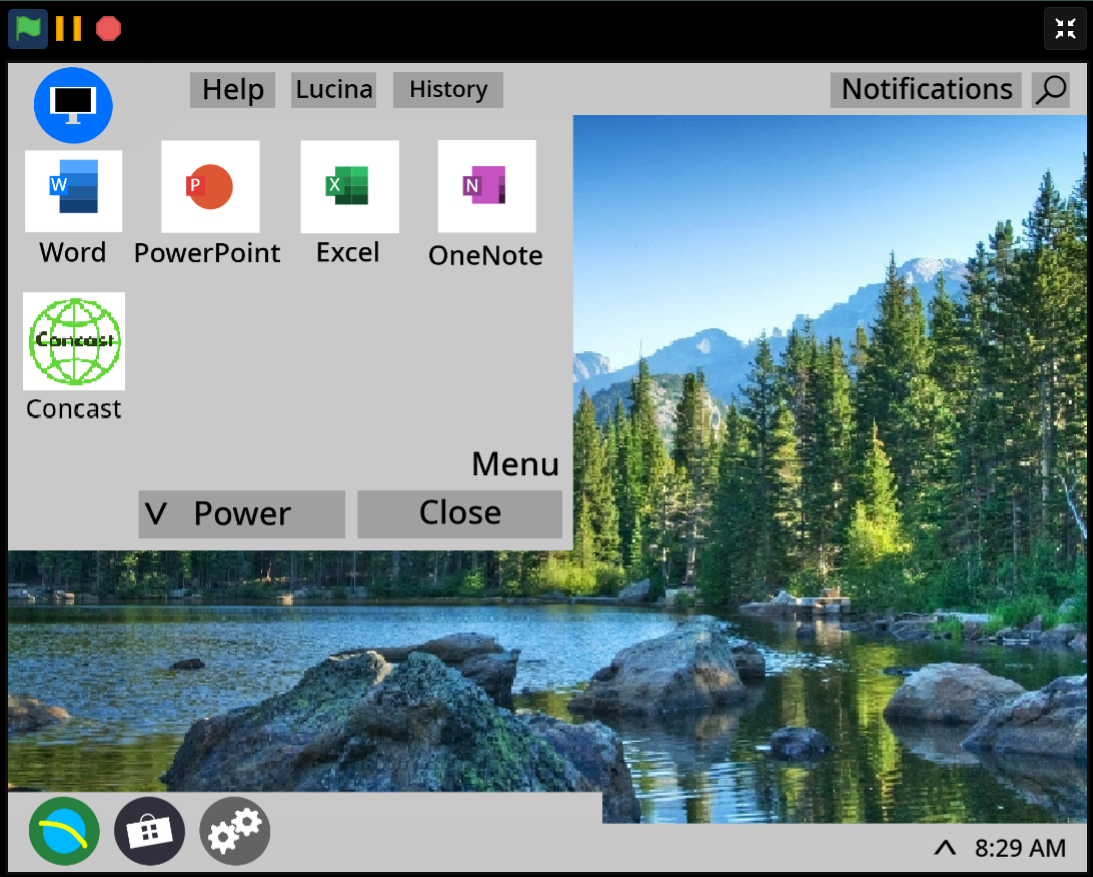 Help Lucina History Notifications
W P X N
Word PowerPoint Excel OneNote
Concast
Concast
Menu
Power Close
8:29 AM